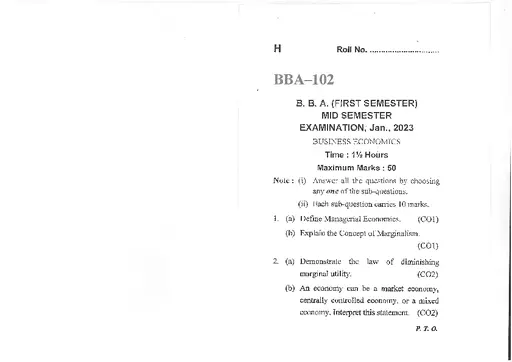 H Roll No. ..............................
BBA–102
B. B. A. (FIRST SEMESTER)
MID SEMESTER
EXAMINATION, Jan., 2023
BUSINESS ECONOMICS
Time : 1½ Hours
Maximum Marks : 50
Note : (i) Answer all the questions by choosing
any one of the sub-questions.
(ii) Each sub-question carries 10 marks.
1. (a) Define Managerial Economics. (CO1)
(b) Explain the Concept of Marginalism.
(CO1)
2. (a) Demonstrate the law of diminishing
marginal utility. (CO2)
(b) An economy can be a market economy,
centrally controlled economy, or a mixed
economy. Interpret this statement. (CO2)
P. T. O.